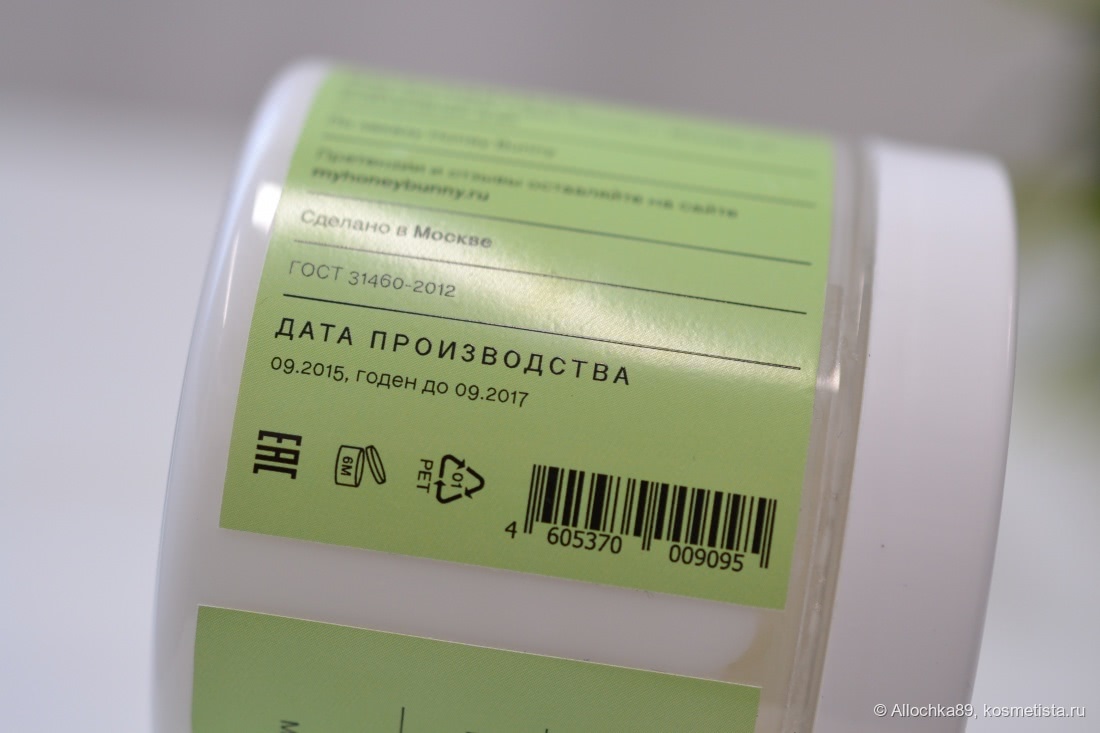 Претензии и отзывы оставляйте на сайте
myhoneybunny.ru
Сделано в Москве
ГОСТ 31460-2012
ДАТА ПРОИЗВОДСТВА
09.2015, годен до 09.2017
EAC
6M
01
PET
4 605370 009095
© Allochka89, kosmetista.ru